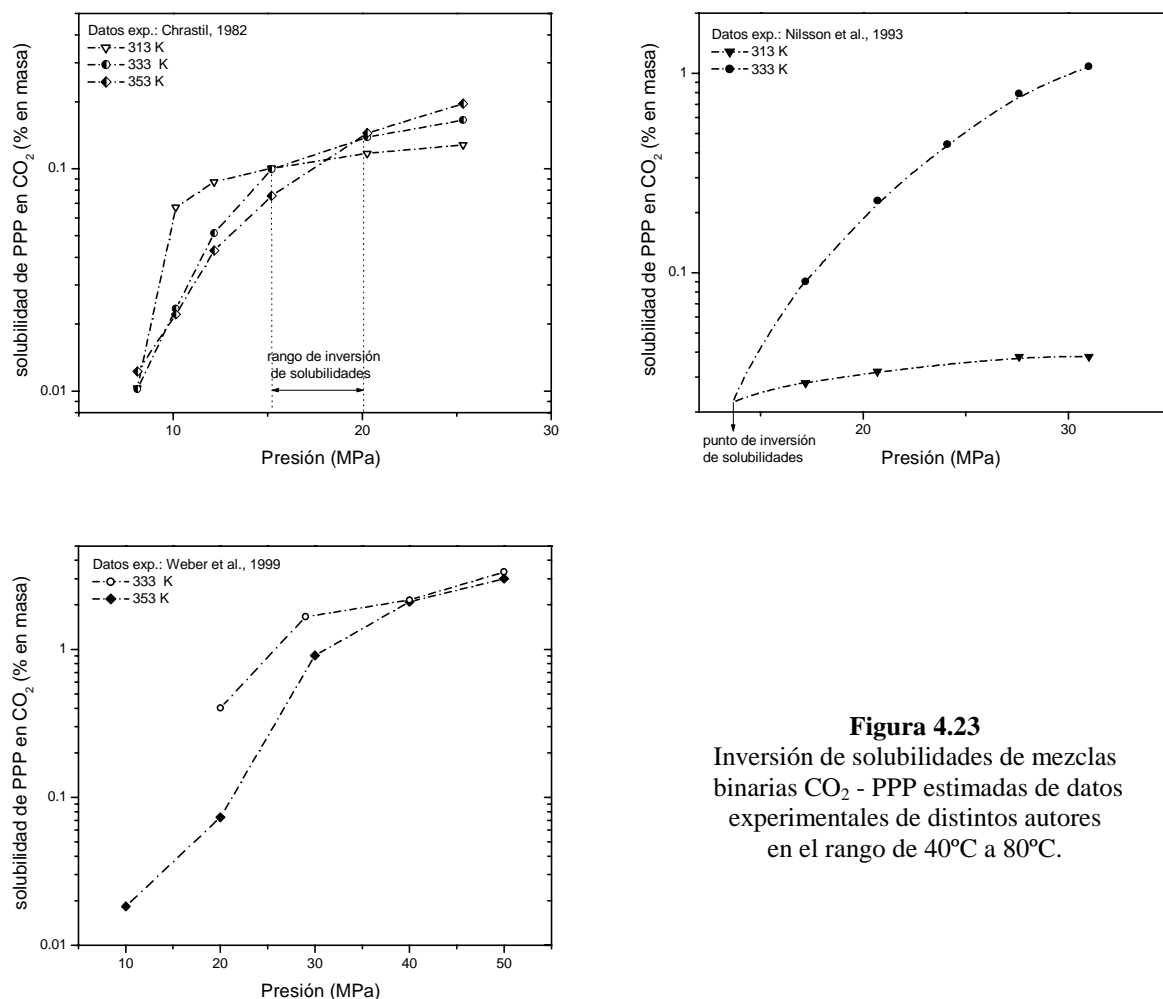 Datos exp.: Chrastil, 1982
313 K
333 K
353 K
solubilidad de PPP en CO₂ (% en masa)
0.1
0.01
rango de inversión
de solubilidades
10
20
30
Presión (MPa)
Datos exp.: Nilsson et al., 1993
313 K
333 K
solubilidad de PPP en CO₂ (% en masa)
1
0.1
20
30
punto de inversión
de solubilidades
Presión (MPa)
Datos exp.: Weber et al., 1999
333 K
353 K
solubilidad de PPP en CO₂ (% en masa)
1
0.1
0.01
10
20
30
40
50
Presión (MPa)
Figura 4.23
Inversión de solubilidades de mezclas
binarias CO₂ - PPP estimadas de datos
experimentales de distintos autores
en el rango de 40ºC a 80ºC.